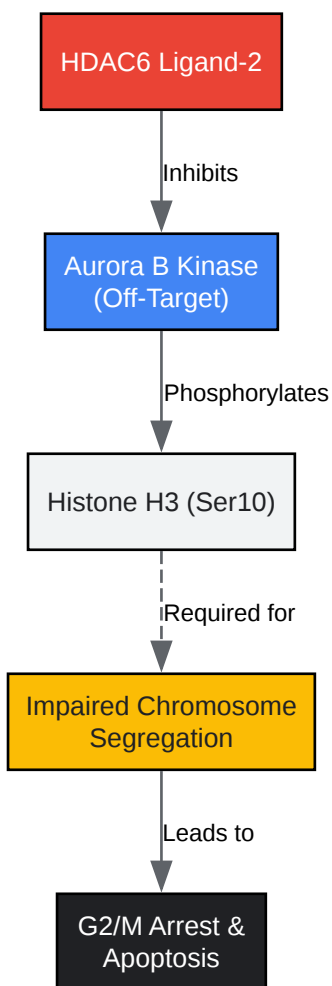 HDAC6 Ligand-2
Inhibits
Aurora B Kinase
(Off-Target)
Phosphorylates
Histone H3 (Ser10)
Required for
Impaired Chromosome
Segregation
Leads to
G2/M Arrest &
Apoptosis